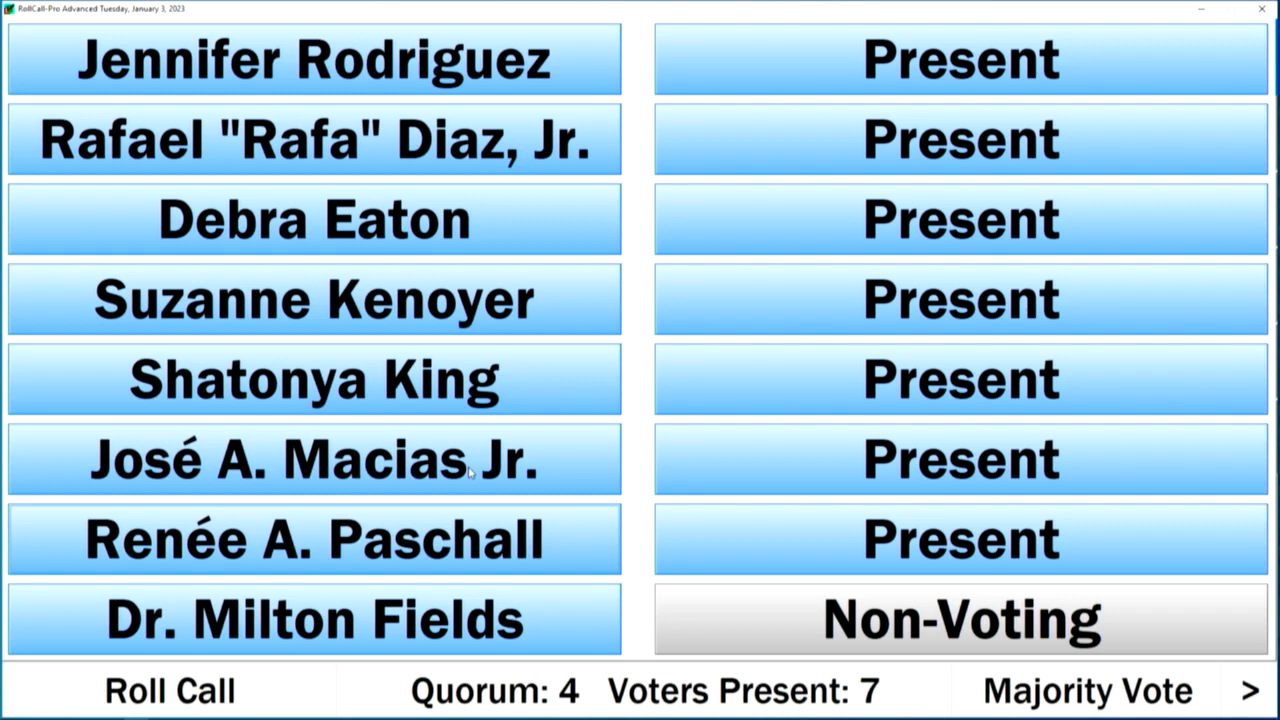 RollCall-Pro Advanced Tuesday, January 3, 2023
Jennifer Rodriguez Present
Rafael "Rafa" Diaz, Jr. Present
Debra Eaton Present
Suzanne Kenoyer Present
Shatonya King Present
José A. Macias Jr. Present
Renée A. Paschall Present
Dr. Milton Fields Non-Voting
Roll Call Quorum: 4 Voters Present: 7 Majority Vote >